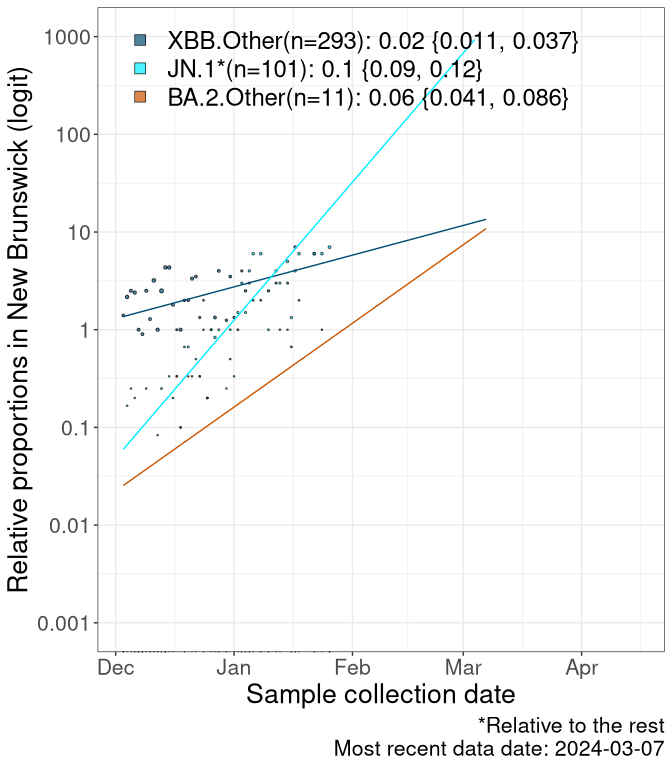 XBB.Other(n=293): 0.02 {0.011, 0.037}
JN.1*(n=101): 0.1 {0.09, 0.12}
BA.2.Other(n=11): 0.06 {0.041, 0.086}
Relative proportions in New Brunswick (logit)
1000
100
10
1
0.1
0.01
0.001
Dec Jan Feb Mar Apr
Sample collection date
*Relative to the rest
Most recent data date: 2024-03-07